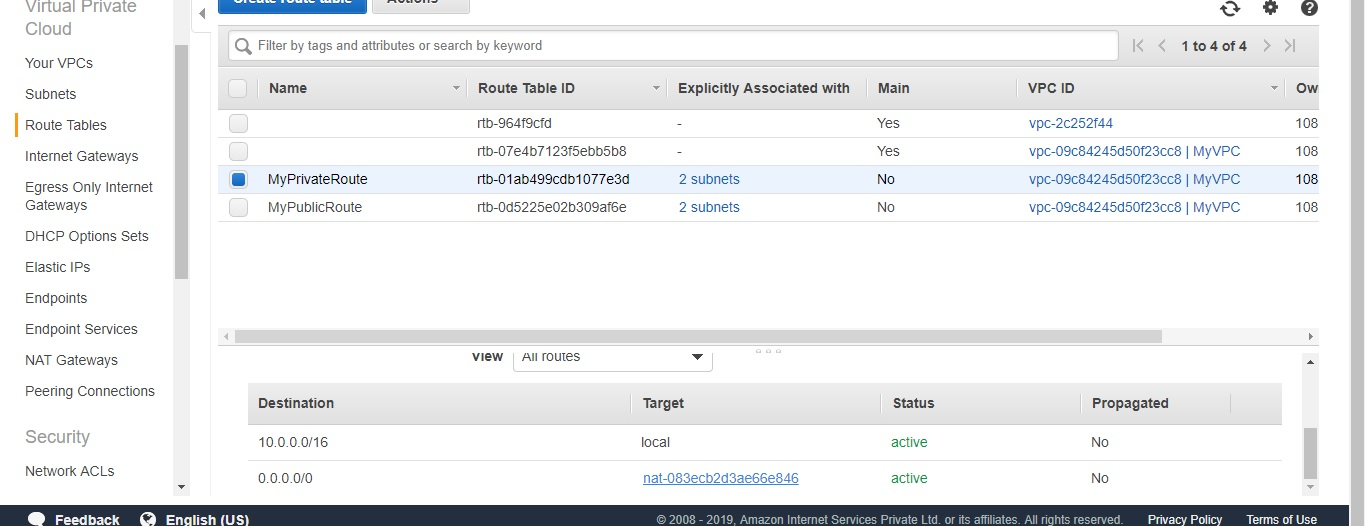 Virtual Private
Cloud
Your VPCs
Subnets
Route Tables
Internet Gateways
Egress Only Internet
Gateways
DHCP Options Sets
Elastic IPs
Endpoints
Endpoint Services
NAT Gateways
Peering Connections
Security
Network ACLs
Create route table Actions
Filter by tags and attributes or search by keyword 1 to 4 of 4
Name Route Table ID Explicitly Associated with Main VPC ID Ow
rtb-964f9cfd - Yes vpc-2c252f44 108
rtb-07e4b7123f5ebb5b8 - Yes vpc-09c84245d50f23cc8 | MyVPC 108
MyPrivateRoute rtb-01ab499cdb1077e3d 2 subnets No vpc-09c84245d50f23cc8 | MyVPC 108
MyPublicRoute rtb-0d5225e02b309af6e 2 subnets No vpc-09c84245d50f23cc8 | MyVPC 108
View All routes
Destination Target Status Propagated
10.0.0.0/16 local active No
0.0.0.0/0 nat-083ecb2d3ae66e846 active No
Feedback English (US) © 2008 - 2019, Amazon Internet Services Private Ltd. or its affiliates. All rights reserved. Privacy Policy Terms of Use